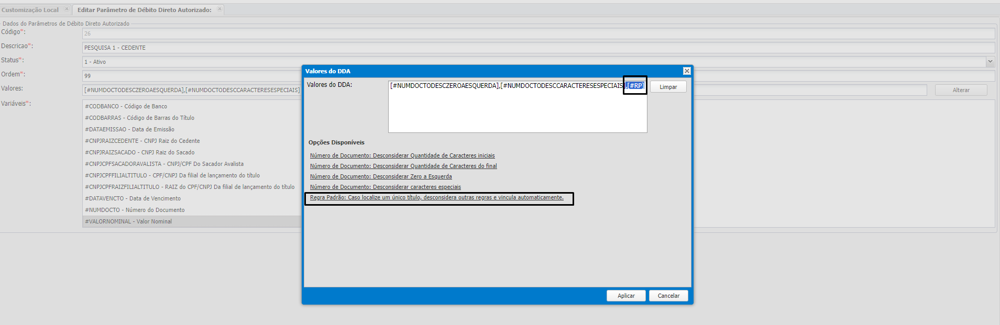 Customização Local
Editar Parâmetro de Débito Direto Autorizado:
Dados do Parâmetros de Débito Direto Autorizado
Código*:
26
Descricao*:
PESQUISA 1 - CEDENTE
Status*:
1 - Ativo
Ordem*:
99
Valores:
[#NUMDOCTODESCZEROAESQUERDA],[#NUMDOCTODESCCARACTERESESPECIAIS]
Alterar
Variáveis*:
#CODBANCO - Código de Banco
#CODBARRAS - Código de Barras do Título
#DATAEMISSAO - Data de Emissão
#CNPJRAIZCEDENTE - CNPJ Raiz do Cedente
#CNPJRAIZSACADO - CNPJ Raiz do Sacado
#CNPJCPFSACADORAVALISTA - CNPJ/CPF Do Sacador Avalista
#CNPJCPFFILIALTITULO - CPF/CNPJ Da filial de lançamento do título
#CNPJCPFRAIZFILIALTITULO - RAIZ do CPF/CNPJ Da filial de lançamento do título
#DATAVENCTO - Data de Vencimento
#NUMDOCTO - Número do Documento
#VALORNOMINAL - Valor Nominal
Valores do DDA
Valores do DDA:
[#NUMDOCTODESCZEROAESQUERDA],[#NUMDOCTODESCCARACTERESESPECIAIS],[#RP]
Limpar
Opções Disponíveis
Número de Documento: Desconsiderar Quantidade de Caracteres iniciais
Número de Documento: Desconsiderar Quantidade de Caracteres do final
Número de Documento: Desconsiderar Zero a Esquerda
Número de Documento: Desconsiderar caracteres especiais
Regra Padrão: Caso localize um único título, desconsidera outras regras e vincula automaticamente.
Aplicar
Cancelar